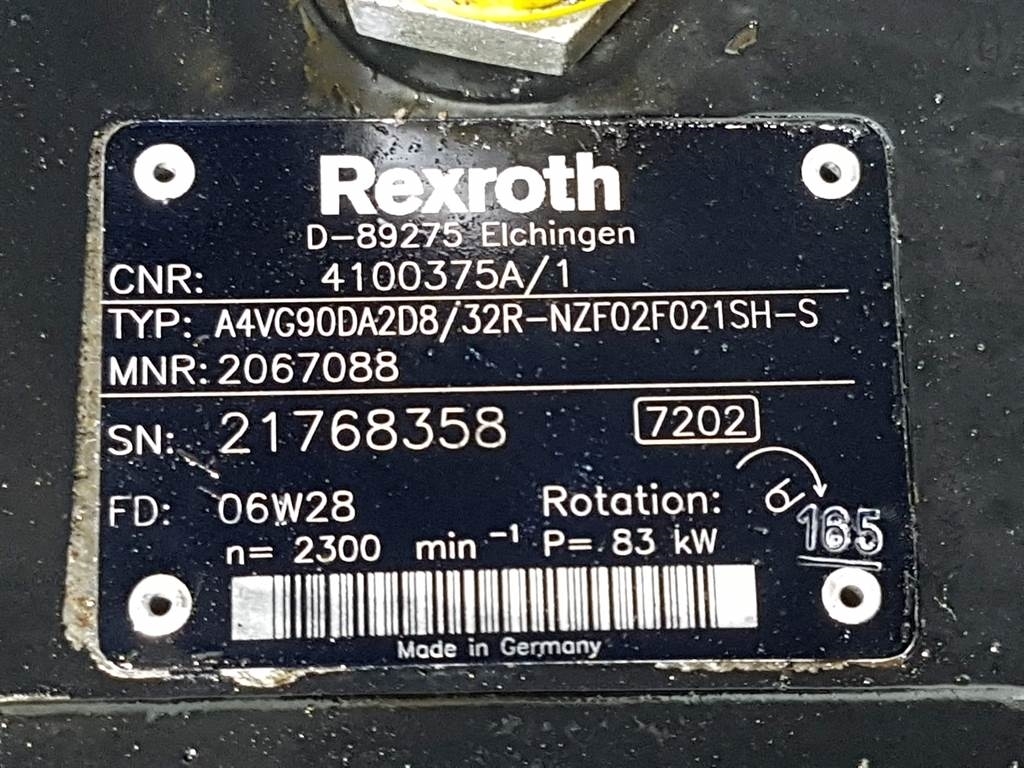 Rexroth
D-89275 Elchingen
CNR: 4100375A/1
TYP: A4VG90DA2D8/32R-NZF02F021SH-S
MNR: 2067088
SN: 21768358 7202
FD: 06W28 Rotation:
165
n= 2300 min⁻¹ P= 83 kW
Made in Germany